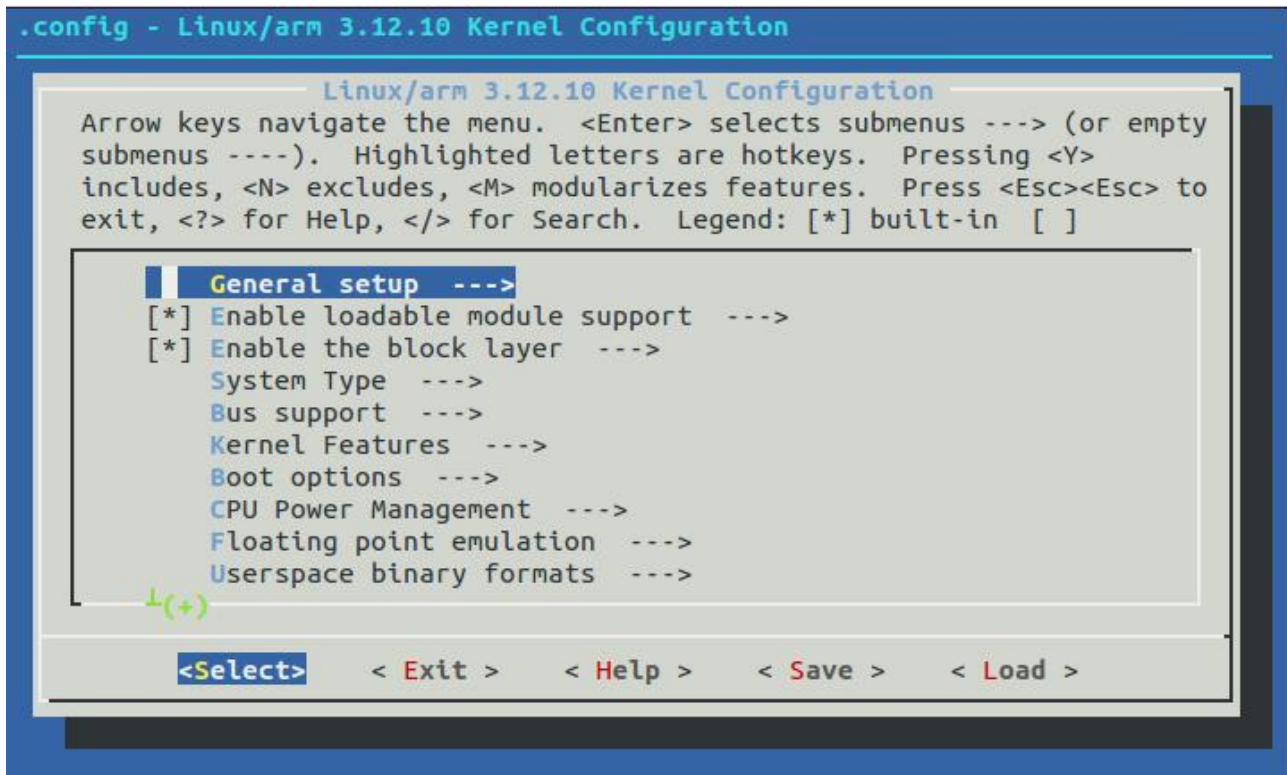 .config - Linux/arm 3.12.10 Kernel Configuration
Linux/arm 3.12.10 Kernel Configuration
Arrow keys navigate the menu.  <Enter> selects submenus ---> (or empty
submenus ----).  Highlighted letters are hotkeys.  Pressing <Y>
includes, <N> excludes, <M> modularizes features.  Press <Esc><Esc> to
exit, <?> for Help, </> for Search.  Legend: [*] built-in  [ ]
General setup  --->
[*] Enable loadable module support  --->
[*] Enable the block layer  --->
System Type  --->
Bus support  --->
Kernel Features  --->
Boot options  --->
CPU Power Management  --->
Floating point emulation  --->
Userspace binary formats  --->
┴(+)
<Select>    < Exit >    < Help >    < Save >    < Load >